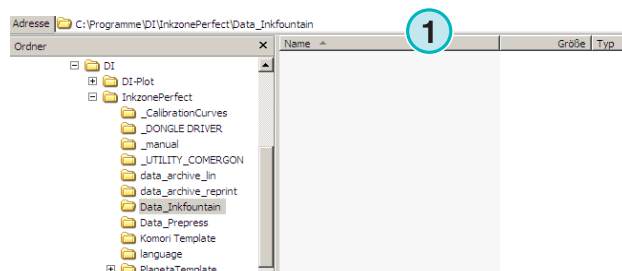 Adresse C:\Programme\DI\InkzonePerfect\Data_Inkfountain
1
Ordner × Name Größe Typ
DI
DI-Plot
InkzonePerfect
_CalibrationCurves
_DONGLE DRIVER
_manual
_UTILITY_COMERGON
data_archive_lin
data_archive_reprint
Data_Inkfountain
Data_Prepress
Komori Template
language
PlanetaTemplate